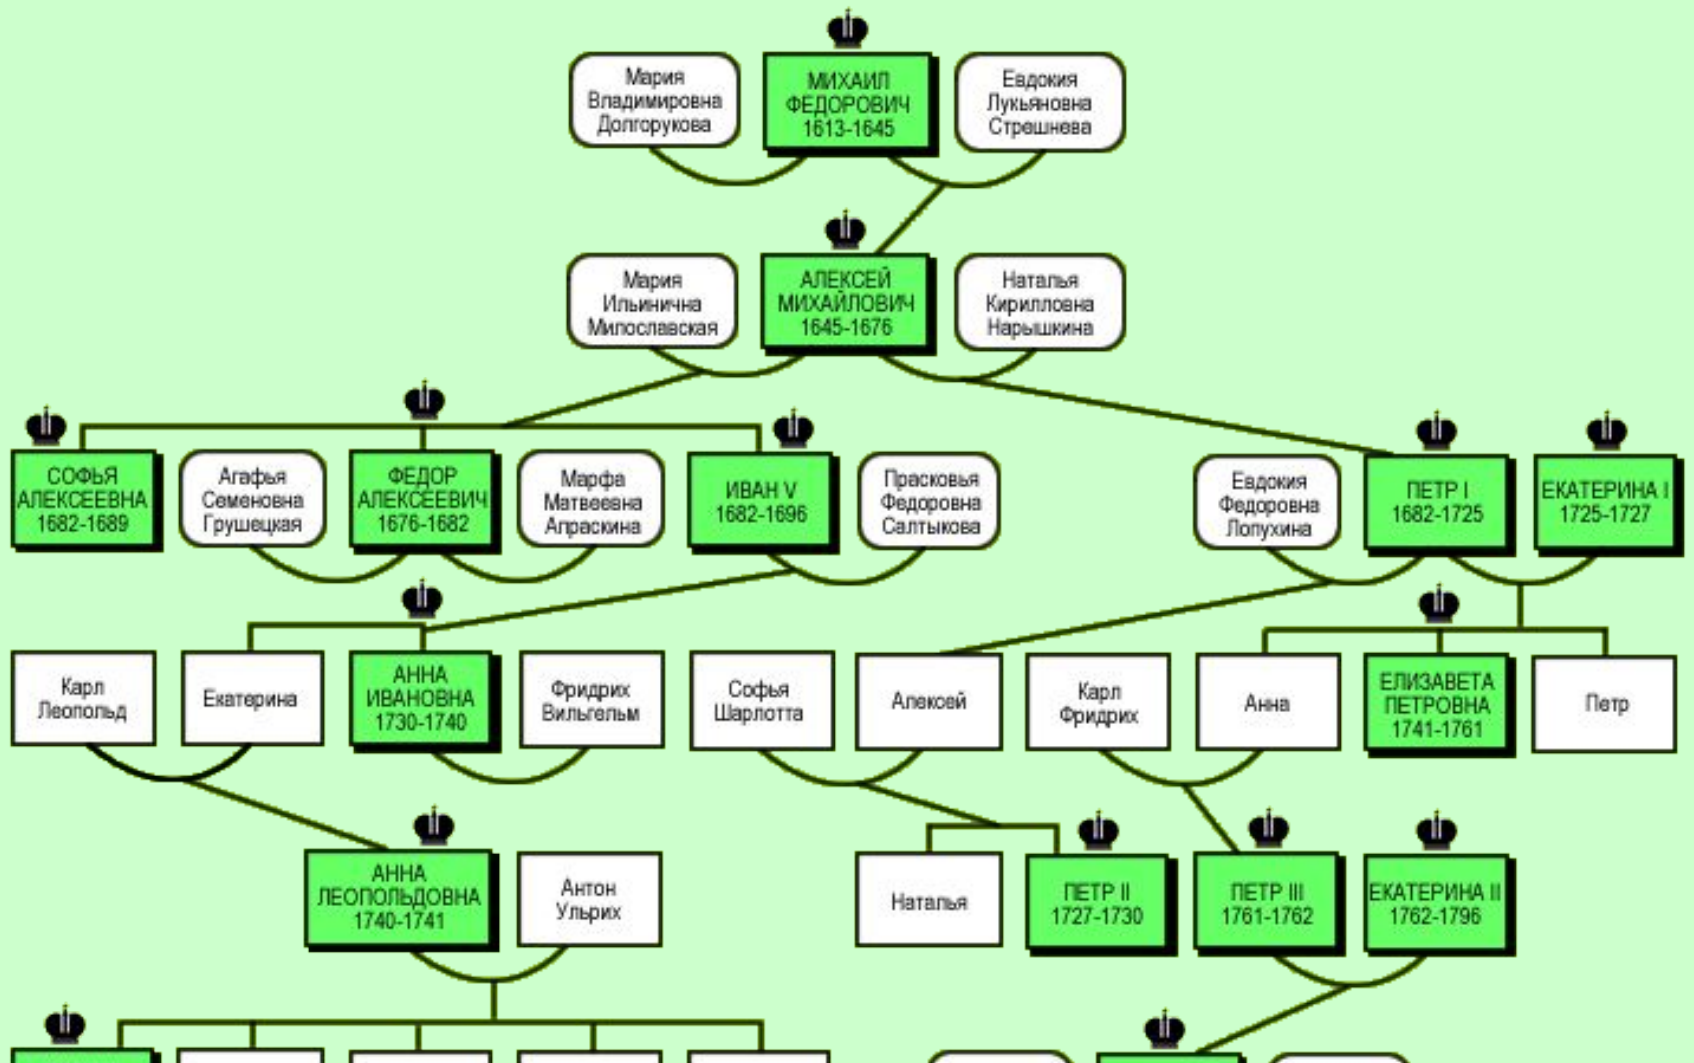 Мария
Владимировна
Долгорукова
МИХАИЛ
ФЕДОРОВИЧ
1613-1645
Евдокия
Лукьяновна
Стрешнева
Мария
Ильинична
Милославская
АЛЕКСЕЙ
МИХАЙЛОВИЧ
1645-1676
Наталья
Кирилловна
Нарышкина
СОФЬЯ
АЛЕКСЕЕВНА
1682-1689
Агафья
Семеновна
Грушецкая
ФЕДОР
АЛЕКСЕЕВИЧ
1676-1682
Марфа
Матвеевна
Апраскина
ИВАН V
1682-1696
Прасковья
Федоровна
Салтыкова
Евдокия
Федоровна
Лопухина
ПЕТР I
1682-1725
ЕКАТЕРИНА I
1725-1727
Карл
Леопольд
Екатерина
АННА
ИВАНОВНА
1730-1740
Фридрих
Вильгельм
Софья
Шарлотта
Алексей
Карл
Фридрих
Анна
ЕЛИЗАВЕТА
ПЕТРОВНА
1741-1761
Петр
АННА
ЛЕОПОЛЬДОВНА
1740-1741
Антон
Ульрих
Наталья
ПЕТР II
1727-1730
ПЕТР III
1761-1762
ЕКАТЕРИНА II
1762-1796